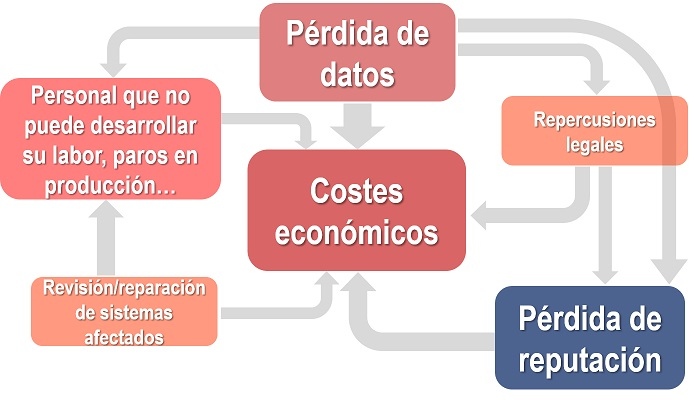 Pérdida de
datos
Personal que no
puede desarrollar
su labor, paros en
producción…
Repercusiones
legales
Costes
económicos
Revisión/reparación
de sistemas
afectados
Pérdida de
reputación